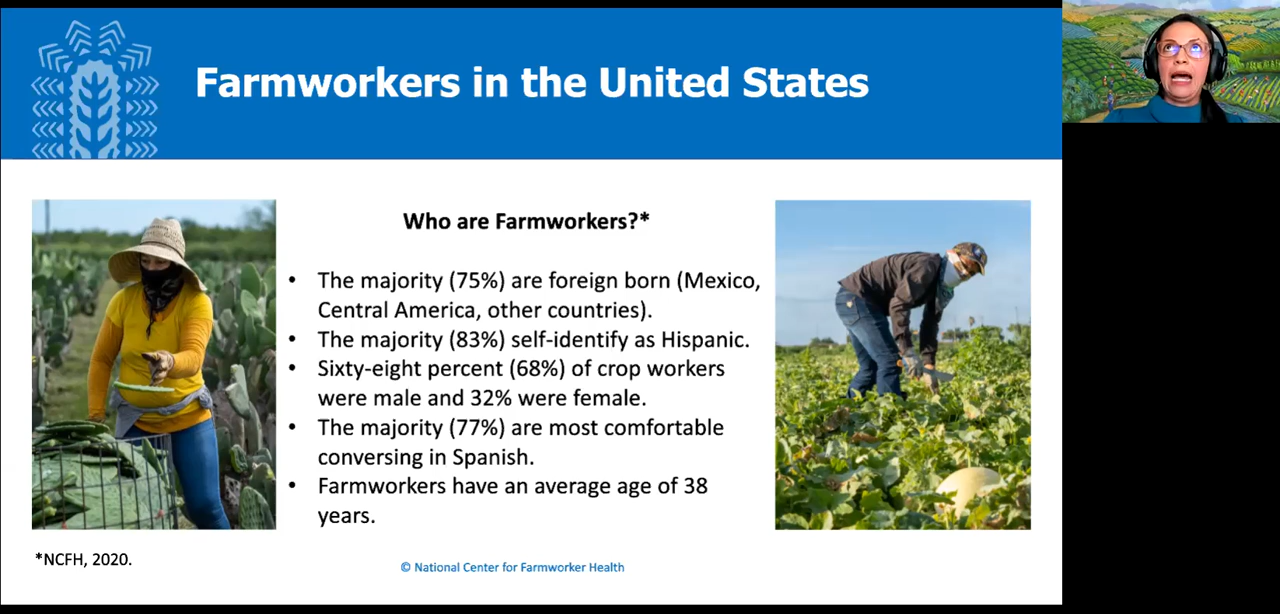 Farmworkers in the United States
Who are Farmworkers?*
• The majority (75%) are foreign born (Mexico,
Central America, other countries).
• The majority (83%) self-identify as Hispanic.
• Sixty-eight percent (68%) of crop workers
were male and 32% were female.
• The majority (77%) are most comfortable
conversing in Spanish.
• Farmworkers have an average age of 38
years.
*NCFH, 2020.
© National Center for Farmworker Health